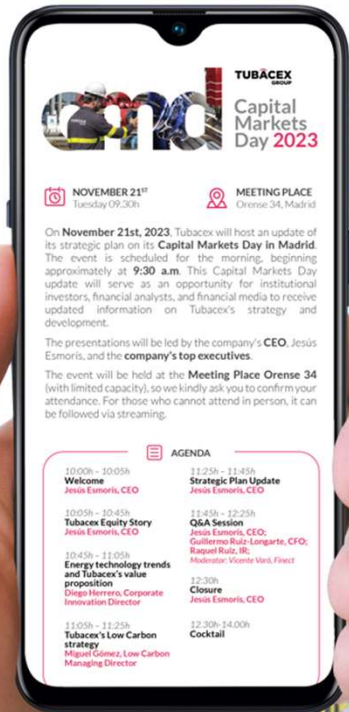 TUBACEX
GROUP
cmd
Capital
Markets
Day 2023
NOVEMBER 21ST
Tuesday 09.30h
MEETING PLACE
Orense 34, Madrid
On November 21st, 2023, Tubacex will host an update of
its strategic plan on its Capital Markets Day in Madrid.
The event is scheduled for the morning, beginning
approximately at 9:30 a.m. This Capital Markets Day
update will serve as an opportunity for institutional
investors, financial analysts, and financial media to receive
updated information on Tubacex's strategy and
development.
The presentations will be led by the company's CEO, Jesús
Esmorís, and the company's top executives.
The event will be held at the Meeting Place Orense 34
(with limited capacity), so we kindly ask you to confirm your
attendance. For those who cannot attend in person, it can
be followed via streaming.
AGENDA
10:00h – 10:05h
Welcome
Jesús Esmorís, CEO
10:05h – 10:45h
Tubacex Equity Story
Jesús Esmorís, CEO
10:45h – 11:05h
Energy technology trends
and Tubacex's value
proposition
Diego Herrero, Corporate
Innovation Director
11:05h – 11:25h
Tubacex's Low Carbon
strategy
Miguel Gómez, Low Carbon
Managing Director
11:25h – 11:45h
Strategic Plan Update
Jesús Esmorís, CEO
11:45h – 12:25h
Q&A Session
Jesús Esmorís, CEO;
Guillermo Ruiz-Longarte, CFO;
Raquel Ruiz, IR;
Moderator: Vicente Varó, Finect
12:30h
Closure
Jesús Esmorís, CEO
12.30h-14.00h
Cocktail